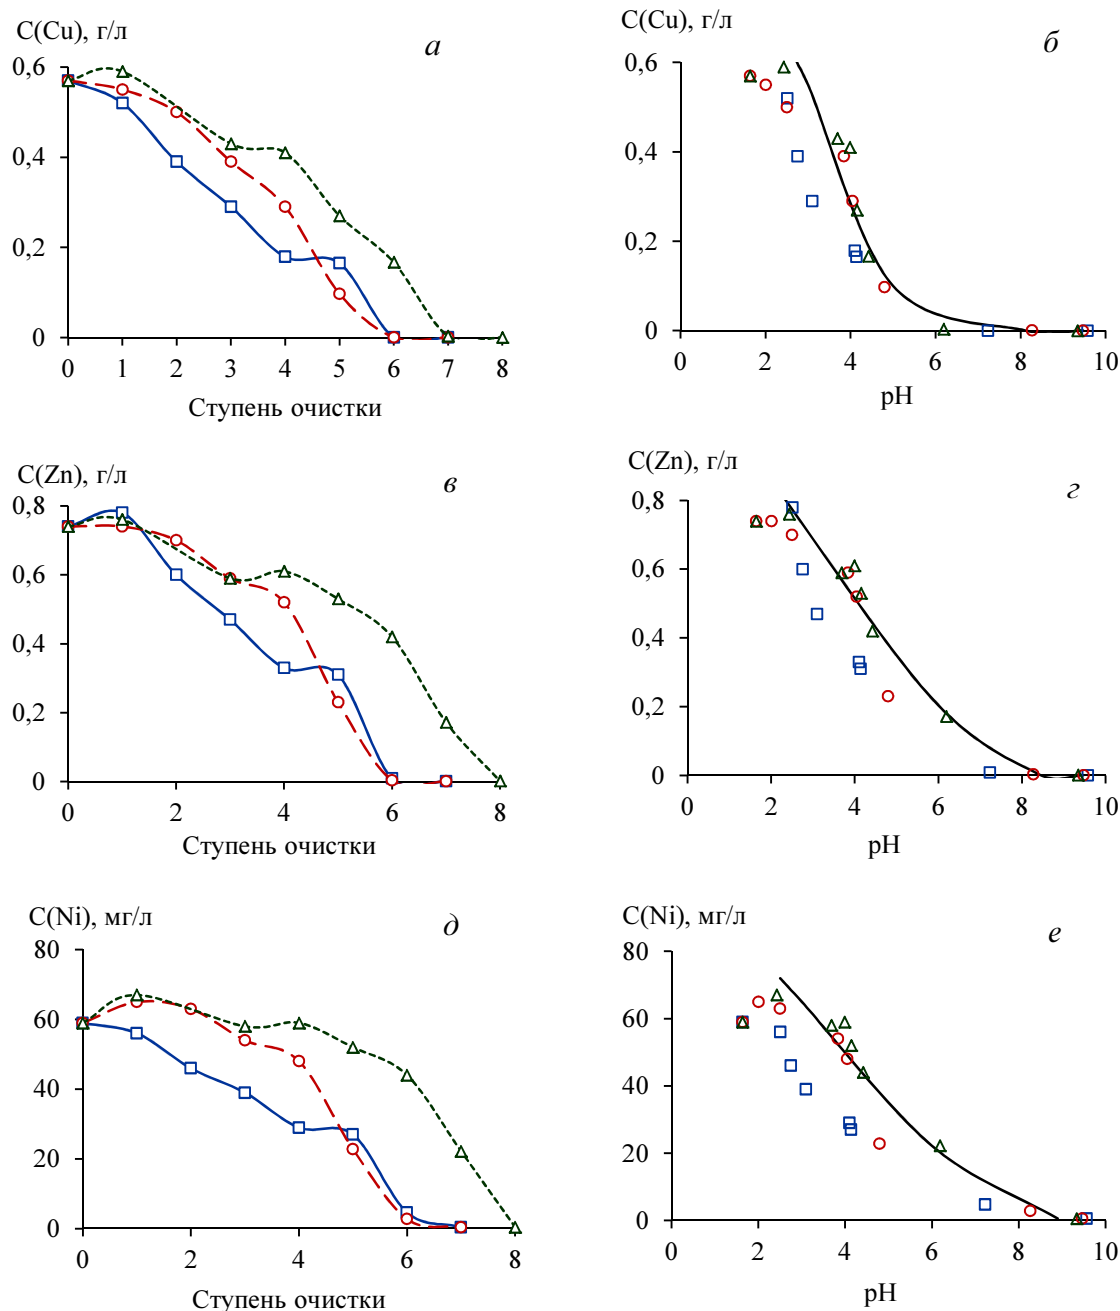 C(Cu), г/л
а
0,6
0,4
0,2
0
0 1 2 3 4 5 6 7 8
Ступень очистки
C(Cu), г/л
б
0,6
0,4
0,2
0
0 2 4 6 8 10
pH
C(Zn), г/л
в
0.8
0,6
0,4
0,2
0
0 2 4 6 8
Ступень очистки
C(Zn), г/л
г
0,8
0,6
0,4
0,2
0
0 2 4 6 8 10
pH
C(Ni), мг/л
д
80
60
40
20
0
0 2 4 6 8
Ступень очистки
C(Ni), мг/л
е
80
60
40
20
0
0 2 4 6 8 10
pH